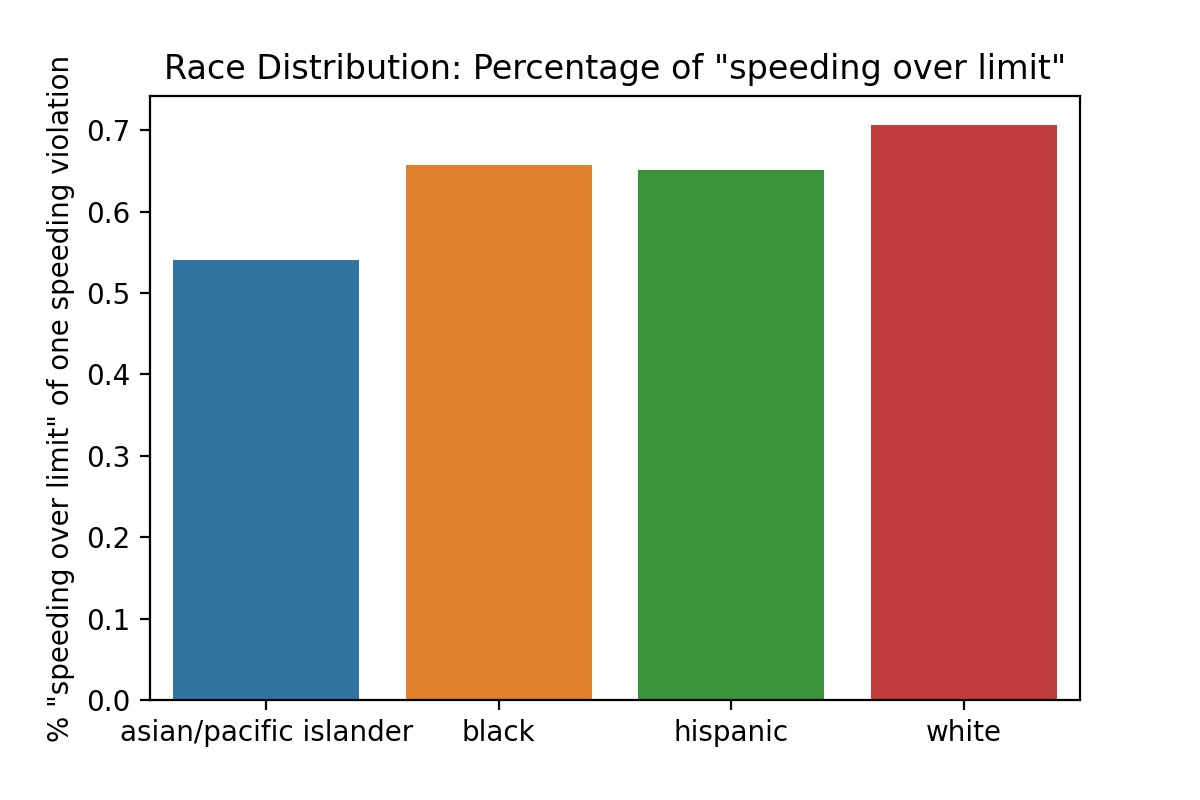 Race Distribution: Percentage of "speeding over limit"
% "speeding over limit" of one speeding violation
0.7
0.6
0.5
0.4
0.3
0.2
0.1
0.0
asian/pacific islander
black
hispanic
white